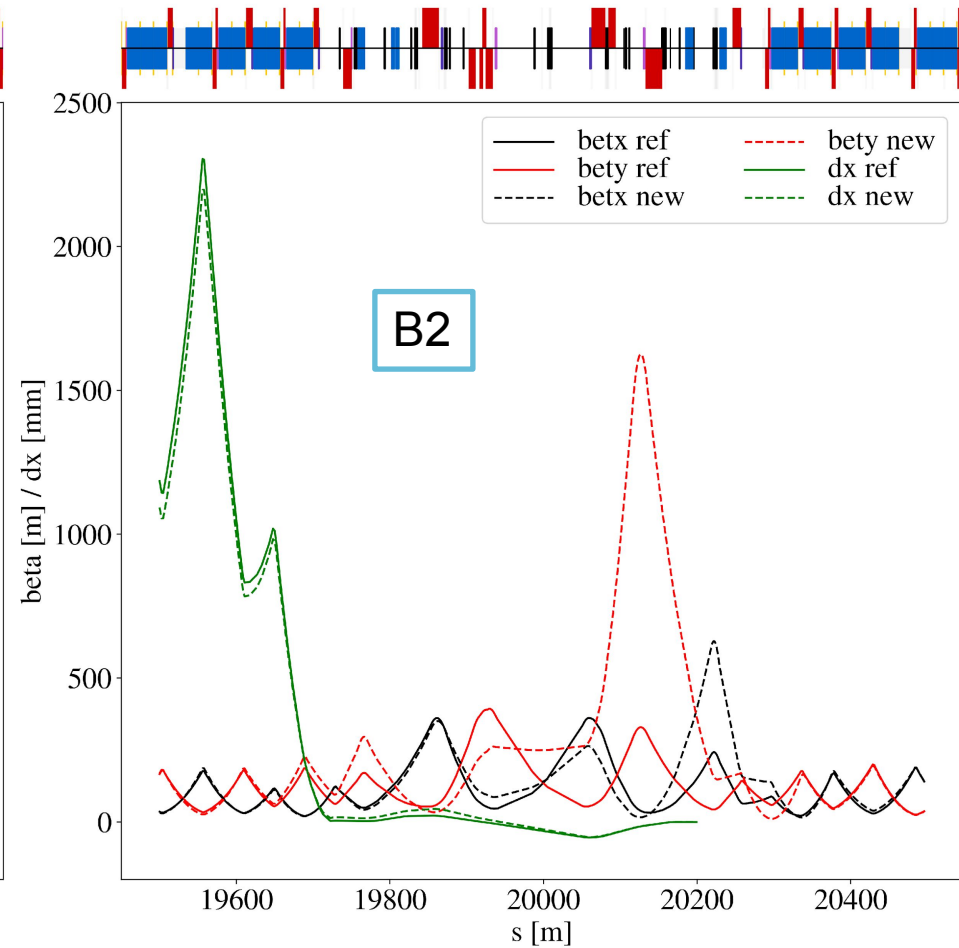 2500
2000
1500
1000
500
0
beta [m] / dx [mm]
betx ref
bety ref
betx new
bety new
dx ref
dx new
B2
19600
19800
20000
20200
20400
s [m]